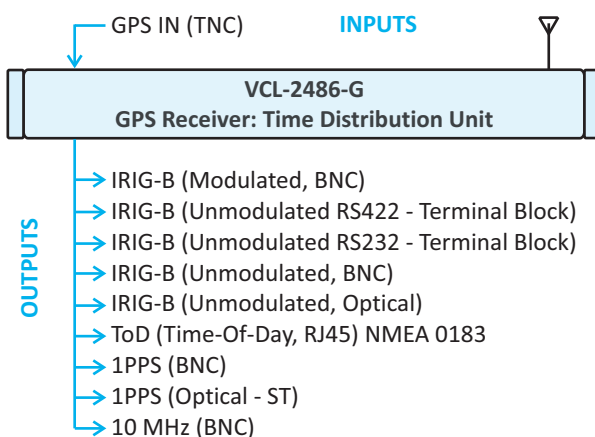 GPS IN (TNC)
INPUTS
VCL-2486-G
GPS Receiver: Time Distribution Unit
OUTPUTS
IRIG-B (Modulated, BNC)
IRIG-B (Unmodulated RS422 - Terminal Block)
IRIG-B (Unmodulated RS232 - Terminal Block)
IRIG-B (Unmodulated, BNC)
IRIG-B (Unmodulated, Optical)
ToD (Time-Of-Day, RJ45) NMEA 0183
1PPS (BNC)
1PPS (Optical - ST)
10 MHz (BNC)